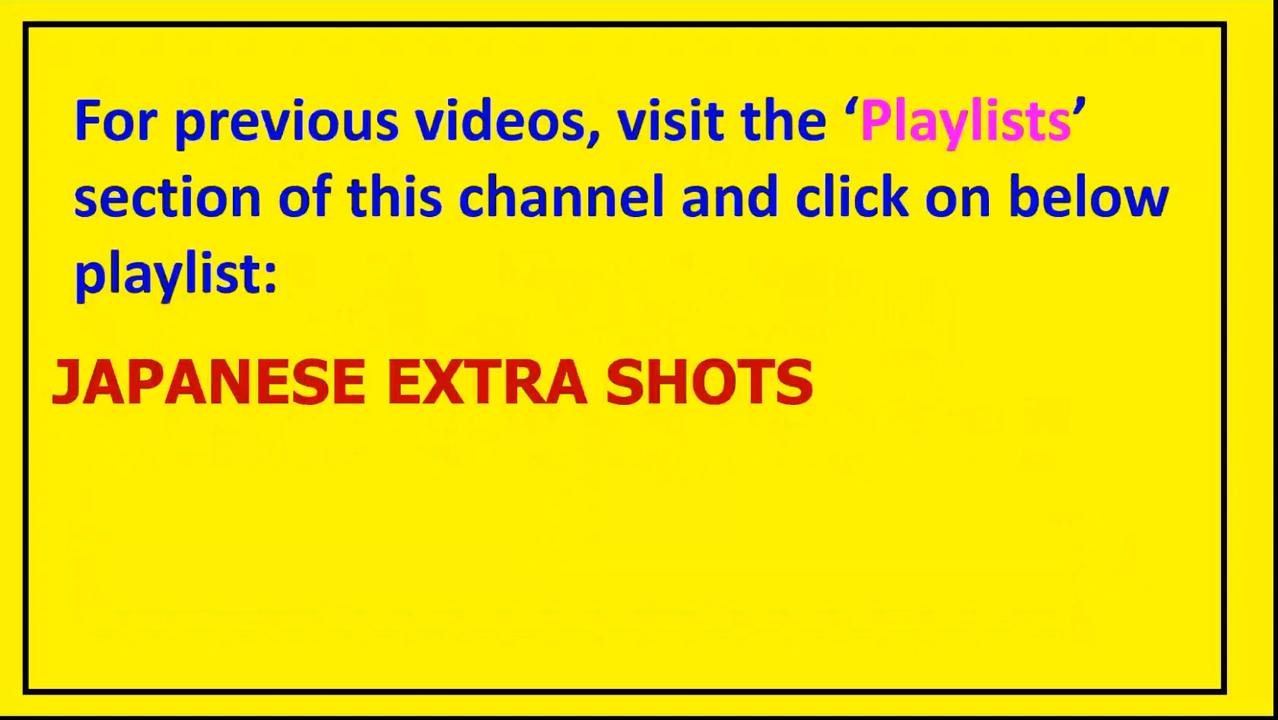 For previous videos, visit the ‘Playlists’
section of this channel and click on below
playlist:
JAPANESE EXTRA SHOTS